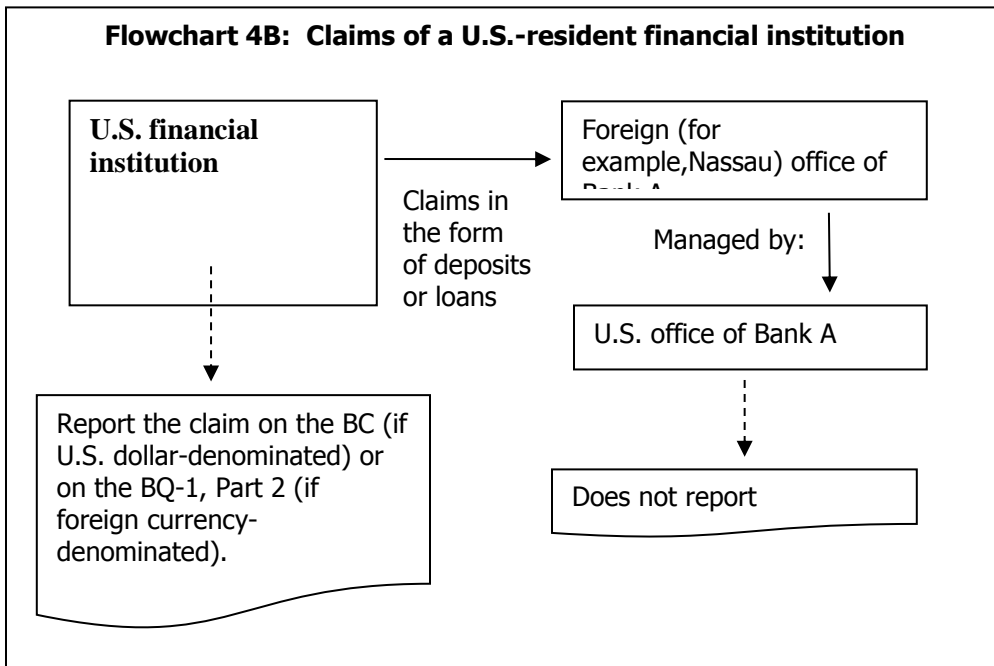 Flowchart 4B:  Claims of a U.S.-resident financial institution
U.S. financial
institution
Foreign (for
example,Nassau) office of
Claims in
the form
of deposits
or loans
Managed by:
U.S. office of Bank A
Report the claim on the BC (if
U.S. dollar-denominated) or
on the BQ-1, Part 2 (if
foreign currency-
denominated).
Does not report